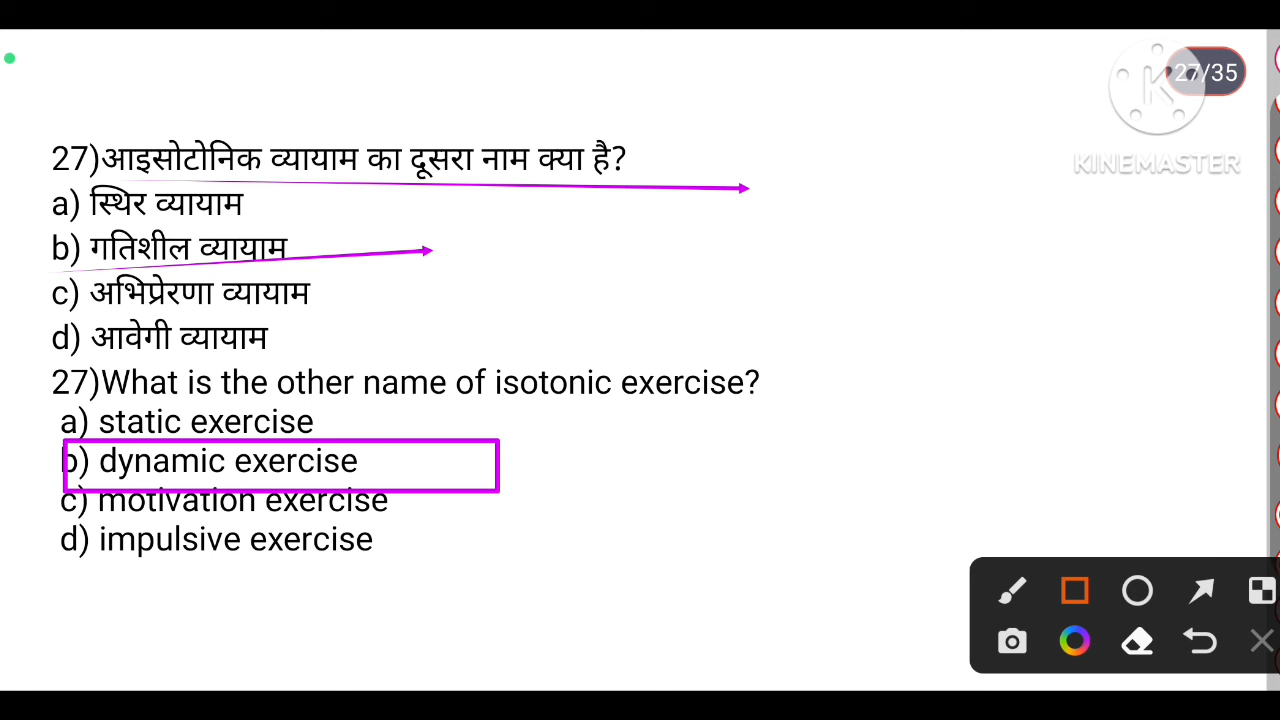 27/35
KINEMASTER
27)आइसोटोनिक व्यायाम का दूसरा नाम क्या है?
a) स्थिर व्यायाम
b) गतिशील व्यायाम
c) अभिप्रेरणा व्यायाम
d) आवेगी व्यायाम
27)What is the other name of isotonic exercise?
a) static exercise
b) dynamic exercise
c) motivation exercise
d) impulsive exercise